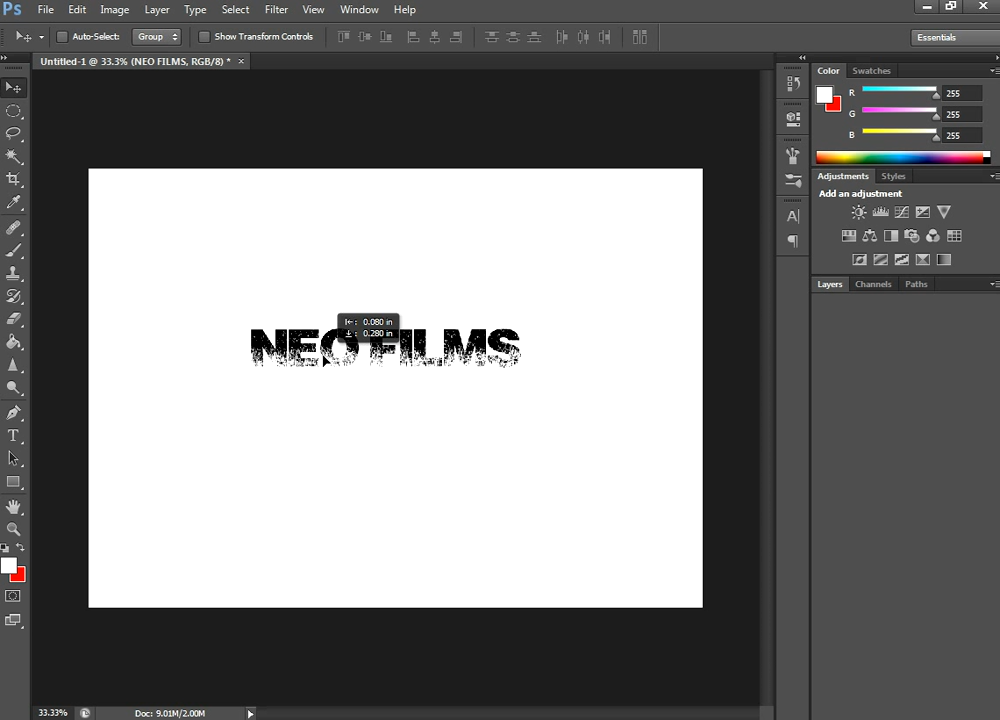 Ps File Edit Image Layer Type Select Filter View Window Help
Auto-Select: Group Show Transform Controls Essentials
Untitled-1 @ 33.3% (NEO FILMS, RGB/8) * ×
Color Swatches
R 255
G 255
B 255
Adjustments Styles
Add an adjustment
Layers Channels Paths
0.080 in
0.280 in
NEO FILMS
33.33% Doc: 9.01M/2.00M